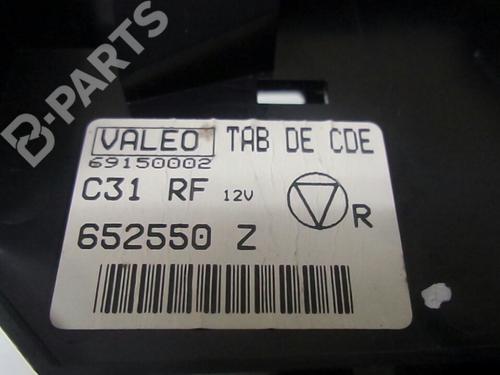 B-PARTS
VALEO TAB DE CDE
69150002
C31 RF 12V
R
652550 Z